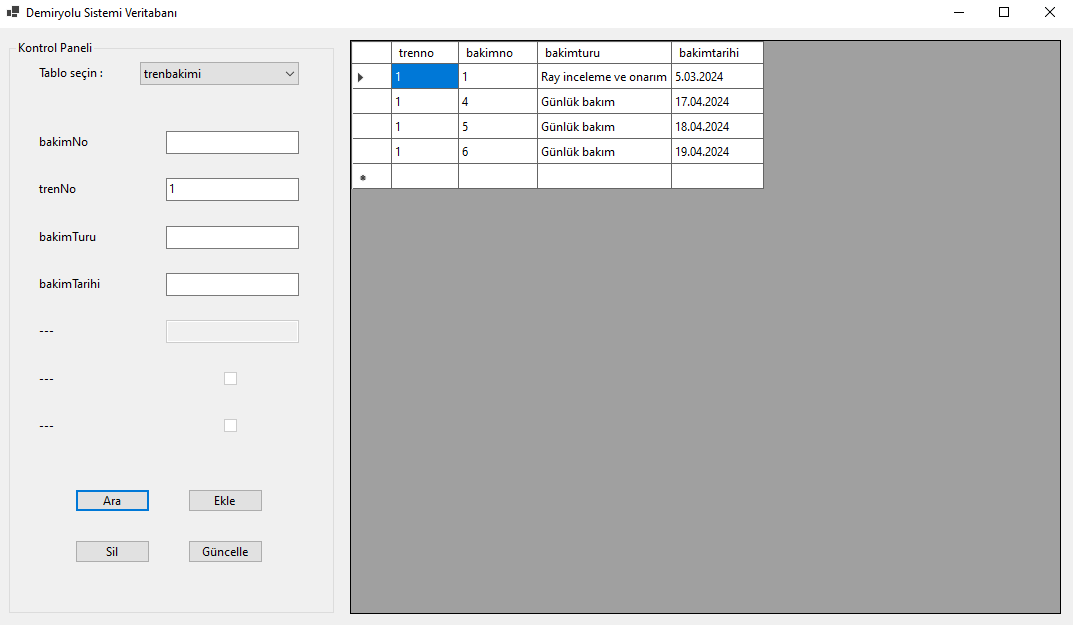 Demiryolu Sistemi Veritabanı
Kontrol Paneli
Tablo seçin :
trenbakimi
bakimNo
trenNo
1
bakimTuru
bakimTarihi
---
---
---
Ara
Ekle
Sil
Güncelle
trenno bakimno bakimturu bakimtarihi
1 1 Ray inceleme ve onarım 5.03.2024
1 4 Günlük bakım 17.04.2024
1 5 Günlük bakım 18.04.2024
1 6 Günlük bakım 19.04.2024